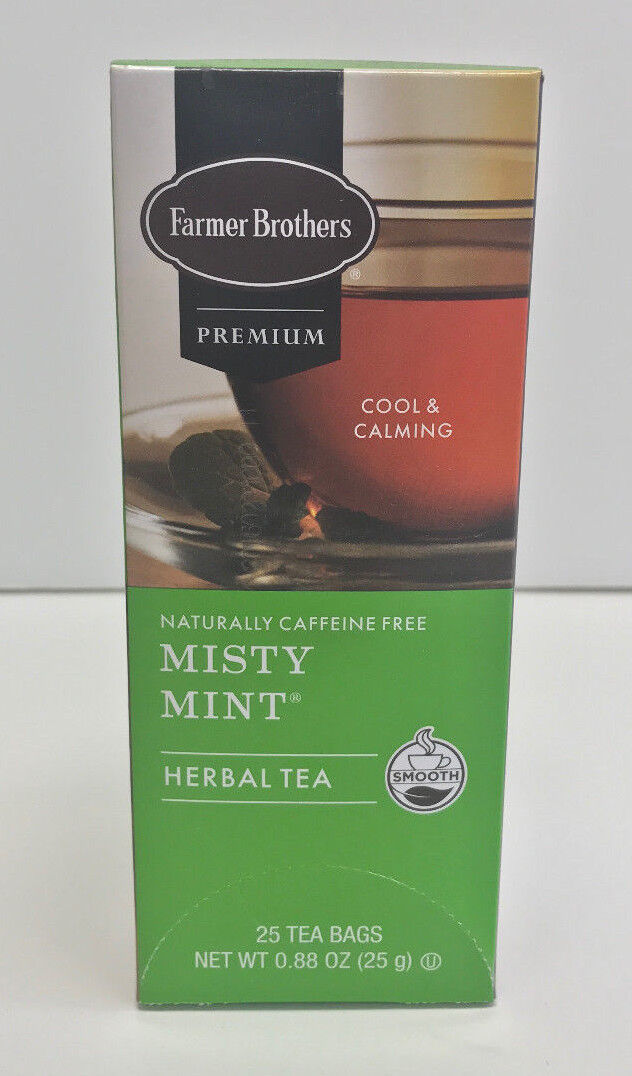 Farmer Brothers
®
PREMIUM
COOL &
CALMING
NATURALLY CAFFEINE FREE
MISTY
MINT®
HERBAL TEA
SMOOTH
25 TEA BAGS
NET WT 0.88 OZ (25 g) Ⓤ